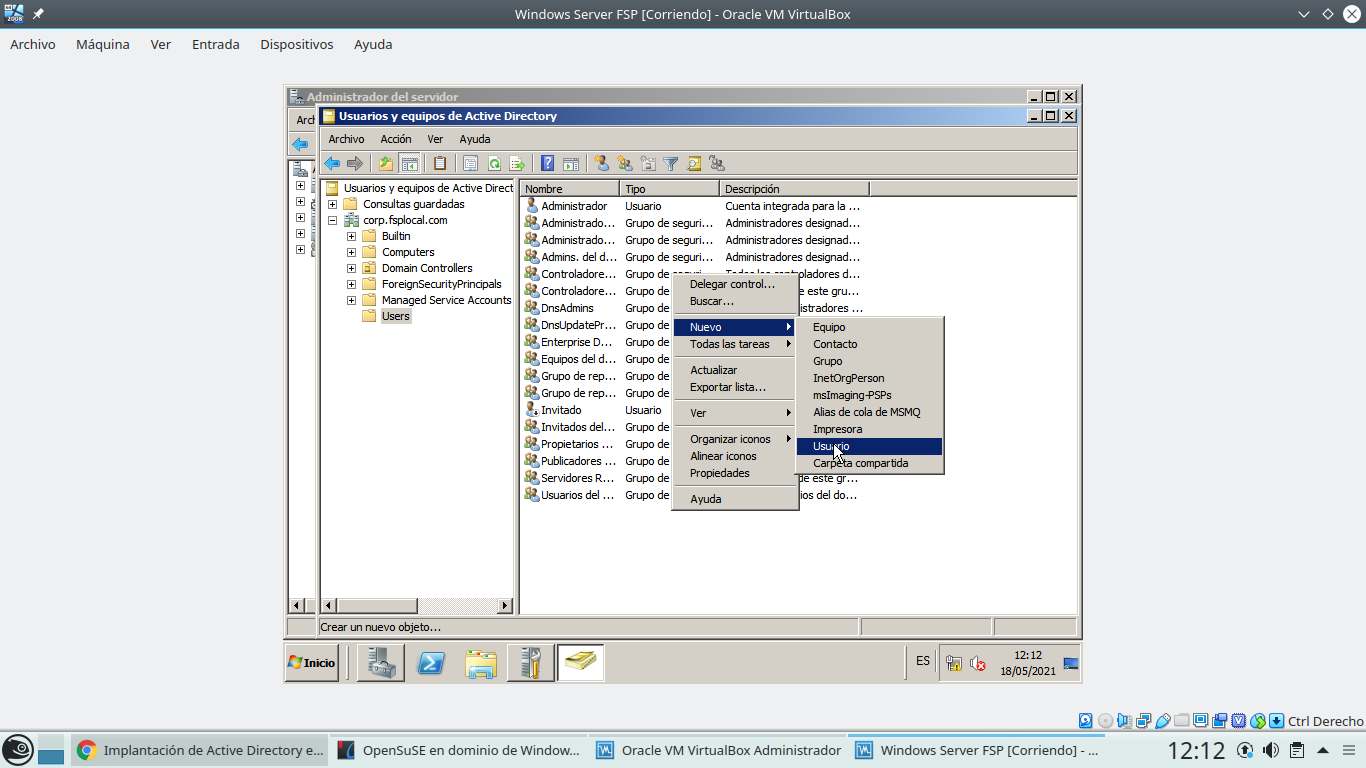 Windows Server FSP [Corriendo] - Oracle VM VirtualBox
Archivo Máquina Ver Entrada Dispositivos Ayuda
Administrador del servidor
Arch
Usuarios y equipos de Active Directory
Archivo Acción Ver Ayuda
Usuarios y equipos de Active Direct
Consultas guardadas
corp.fsplocal.com
Builtin
Computers
Domain Controllers
ForeignSecurityPrincipals
Managed Service Accounts
Users
Nombre Tipo Descripción
Administrador Usuario Cuenta integrada para la ...
Administrado... Grupo de seguri... Administradores designad...
Administrado... Grupo de seguri... Administradores designad...
Admins. del d... Grupo de seguri... Administradores designad...
Controladore... Grupo de seguri... Todos los controladores d...
Controladore... Grupo de este gru...
DnsAdmins Grupo de istradores ...
DnsUpdatePr... Grupo de
Enterprise D... Grupo de
Equipos del d... Grupo de
Grupo de rep... Grupo de
Grupo de rep... Grupo de
Invitado Usuario
Invitados del... Grupo de
Propietarios ... Grupo de
Publicadores ... Grupo de
Servidores R... Grupo de de este gr...
Usuarios del ... Grupo de ios del do...
Delegar control...
Buscar...
Nuevo
Todas las tareas
Actualizar
Exportar lista...
Ver
Organizar iconos
Alinear iconos
Propiedades
Ayuda
Equipo
Contacto
Grupo
InetOrgPerson
msImaging-PSPs
Alias de cola de MSMQ
Impresora
Usuario
Carpeta compartida
Crear un nuevo objeto...
Inicio
ES
12:12
18/05/2021
Ctrl Derecho
Implantación de Active Directory e...
OpenSuSE en dominio de Window...
Oracle VM VirtualBox Administrador
Windows Server FSP [Corriendo] - ...
12:12